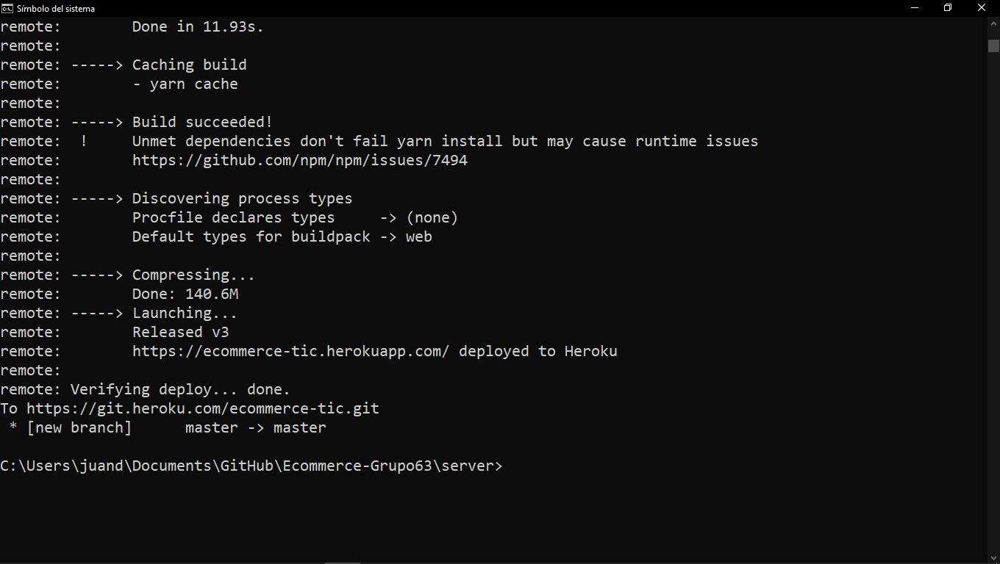 Símbolo del sistema
remote:        Done in 11.93s.
remote:
remote: -----> Caching build
remote:        - yarn cache
remote:
remote: -----> Build succeeded!
remote:  !     Unmet dependencies don't fail yarn install but may cause runtime issues
remote:        https://github.com/npm/npm/issues/7494
remote:
remote: -----> Discovering process types
remote:        Procfile declares types     -> (none)
remote:        Default types for buildpack -> web
remote:
remote: -----> Compressing...
remote:        Done: 140.6M
remote: -----> Launching...
remote:        Released v3
remote:        https://ecommerce-tic.herokuapp.com/ deployed to Heroku
remote:
remote: Verifying deploy... done.
To https://git.heroku.com/ecommerce-tic.git
 * [new branch]      master -> master
C:\Users\juand\Documents\GitHub\Ecommerce-Grupo63\server>